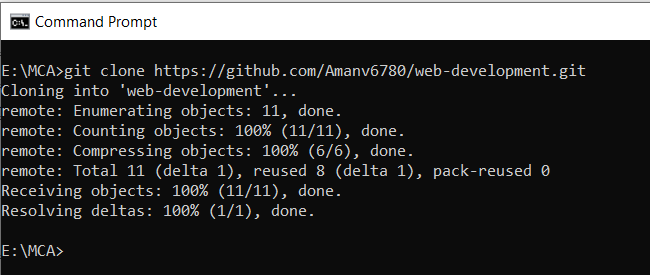 Command Prompt
E:\MCA>git clone https://github.com/Amanv6780/web-development.git
Cloning into 'web-development'...
remote: Enumerating objects: 11, done.
remote: Counting objects: 100% (11/11), done.
remote: Compressing objects: 100% (6/6), done.
remote: Total 11 (delta 1), reused 8 (delta 1), pack-reused 0
Receiving objects: 100% (11/11), done.
Resolving deltas: 100% (1/1), done.
E:\MCA>